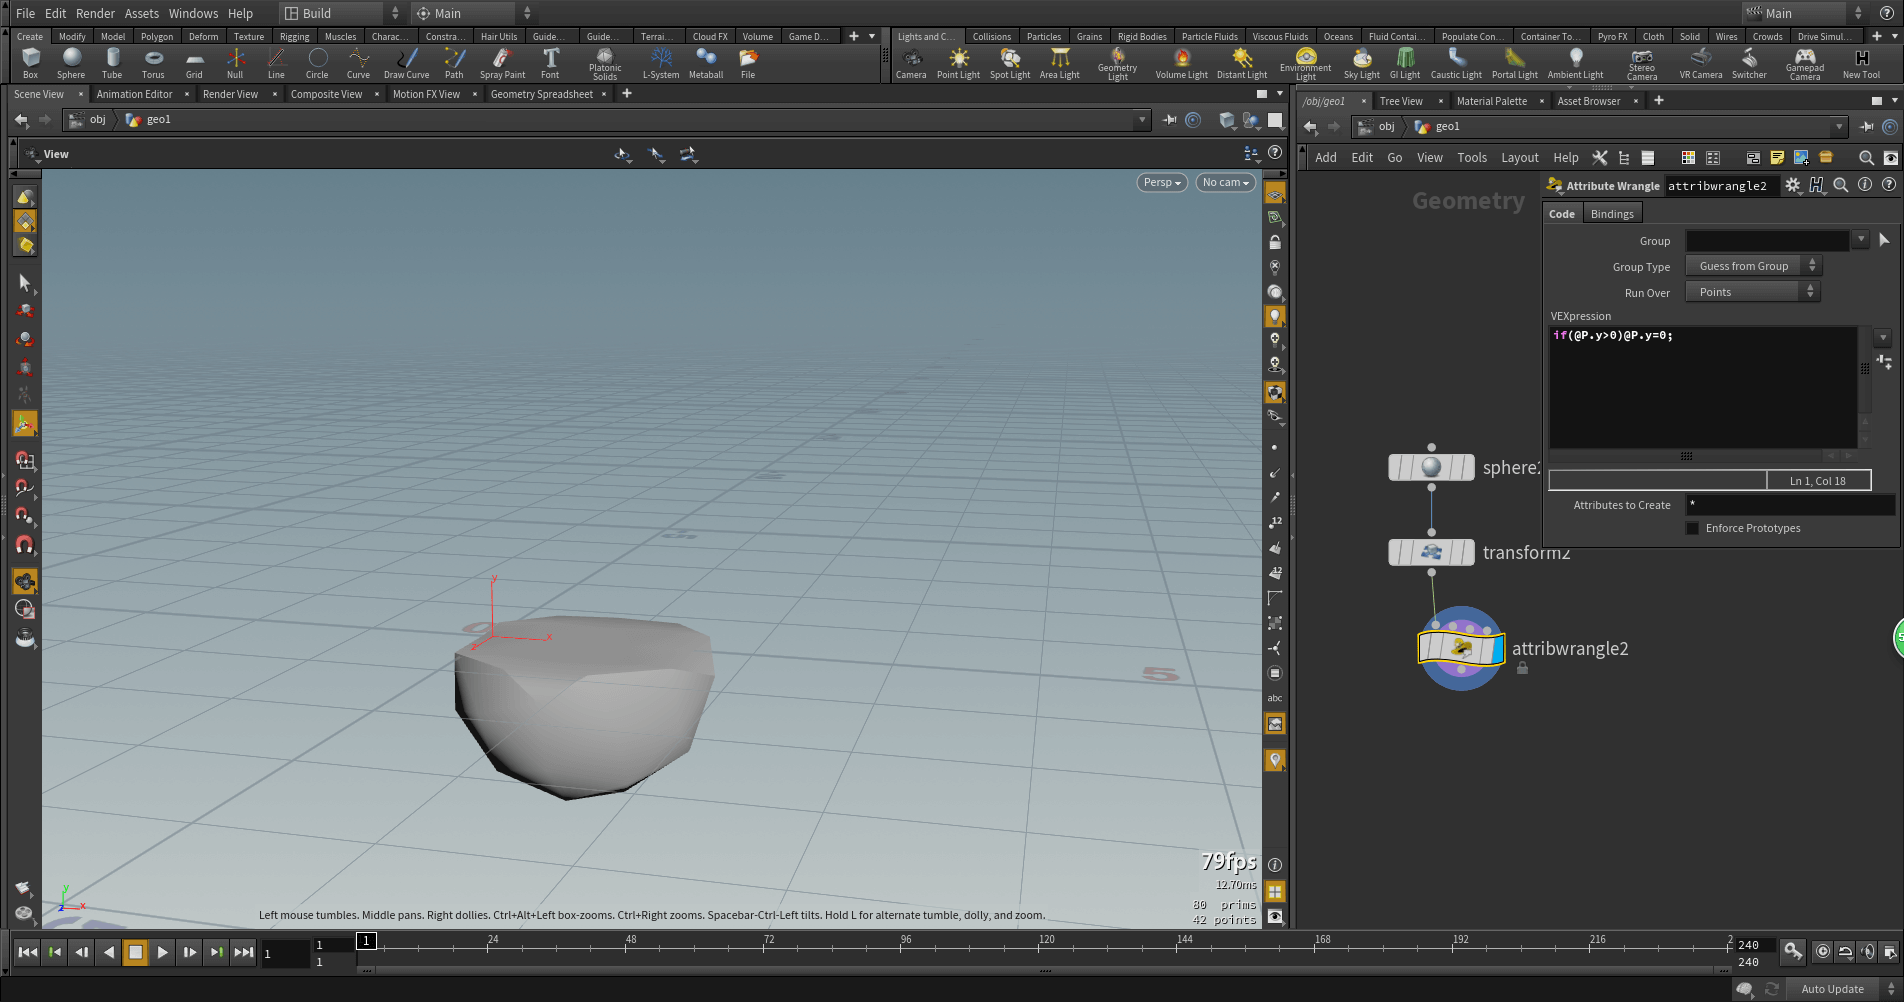 File Edit Render Assets Windows Help Build Main Main
Create Modify Model Polygon Deform Texture Rigging Muscles Charac... Constra... Hair Utils Guide... Guide... Terrai... Cloud FX Volume Game D...
Lights and C... Collisions Particles Grains Rigid Bodies Particle Fluids Viscous Fluids Oceans Fluid Contai... Populate Con... Container To... Pyro FX Cloth Solid Wires Crowds Drive Simul...
Box Sphere Tube Torus Grid Null Line Circle Curve Draw Curve Path Spray Paint Font Platonic Solids L-System Metaball File
Camera Point Light Spot Light Area Light Geometry Light Volume Light Distant Light Environment Light Sky Light GI Light Caustic Light Portal Light Ambient Light Stereo Camera VR Camera Switcher Gamepad Camera New Tool
Scene View Animation Editor Render View Composite View Motion FX View Geometry Spreadsheet
/obj/geo1 Tree View Material Palette Asset Browser
obj geo1
obj geo1
View
Add Edit Go View Tools Layout Help
Persp No cam
Geometry
Attribute Wrangle attribwrangle2
Code Bindings
Group
Group Type Guess from Group
Run Over Points
VEXpression
if(@P.y>0)@P.y=0;
Ln 1, Col 18
Attributes to Create *
Enforce Prototypes
sphere2
transform2
attribwrangle2
y
x
z
0
5
5
12
12
abc
y
x
z
79fps
12.70ms
80 prims
42 points
Left mouse tumbles. Middle pans. Right dollies. Ctrl+Alt+Left box-zooms. Ctrl+Right zooms. Spacebar-Ctrl-Left tilts. Hold L for alternate tumble, dolly, and zoom.
1 1 1 1 24 48 72 96 120 144 168 192 216 2 240
240
Auto Update